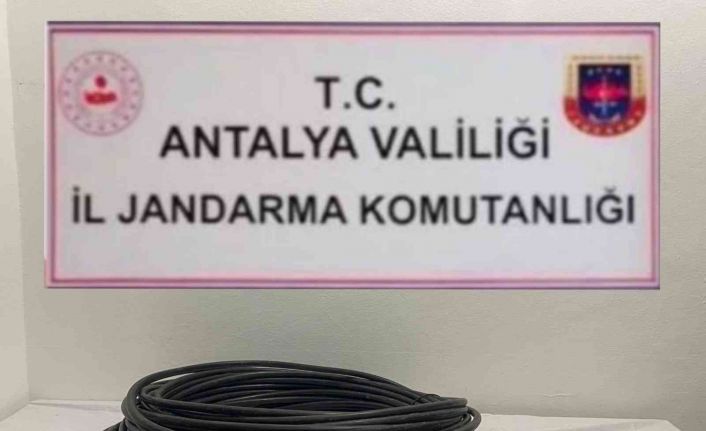 T.C.
ANTALYA VALİLİĞİ
İL JANDARMA KOMUTANLIĞI